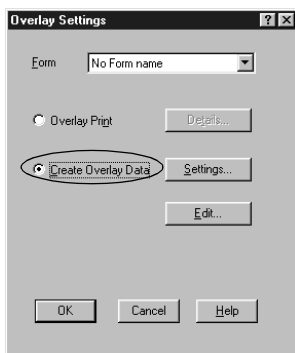 Overlay Settings
Form No Form name
Overlay Print Details...
Create Overlay Data Settings...
Edit...
OK Cancel Help